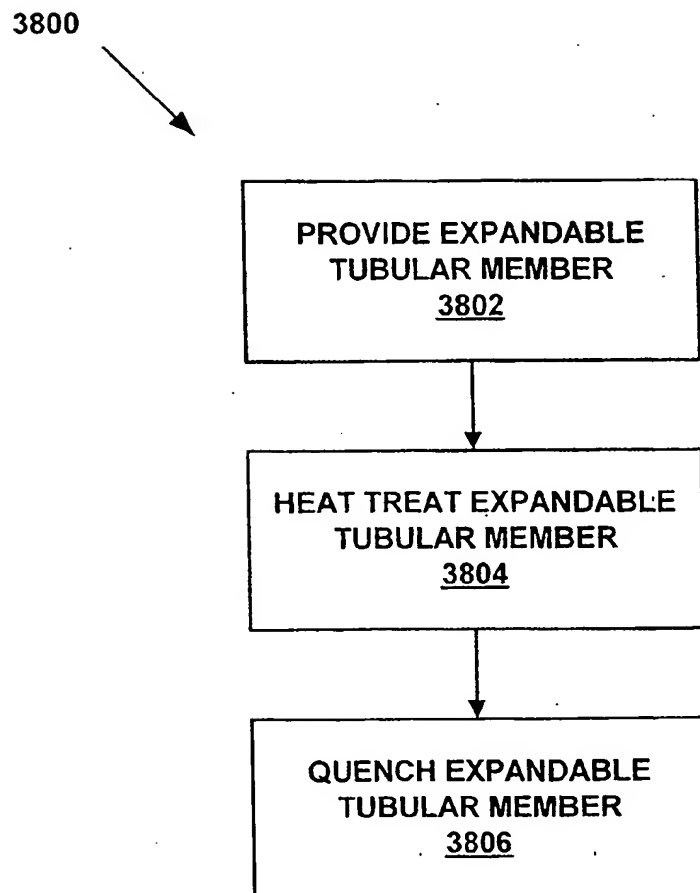 3800
PROVIDE EXPANDABLE
TUBULAR MEMBER
3802
HEAT TREAT EXPANDABLE
TUBULAR MEMBER
3804
QUENCH EXPANDABLE
TUBULAR MEMBER
3806